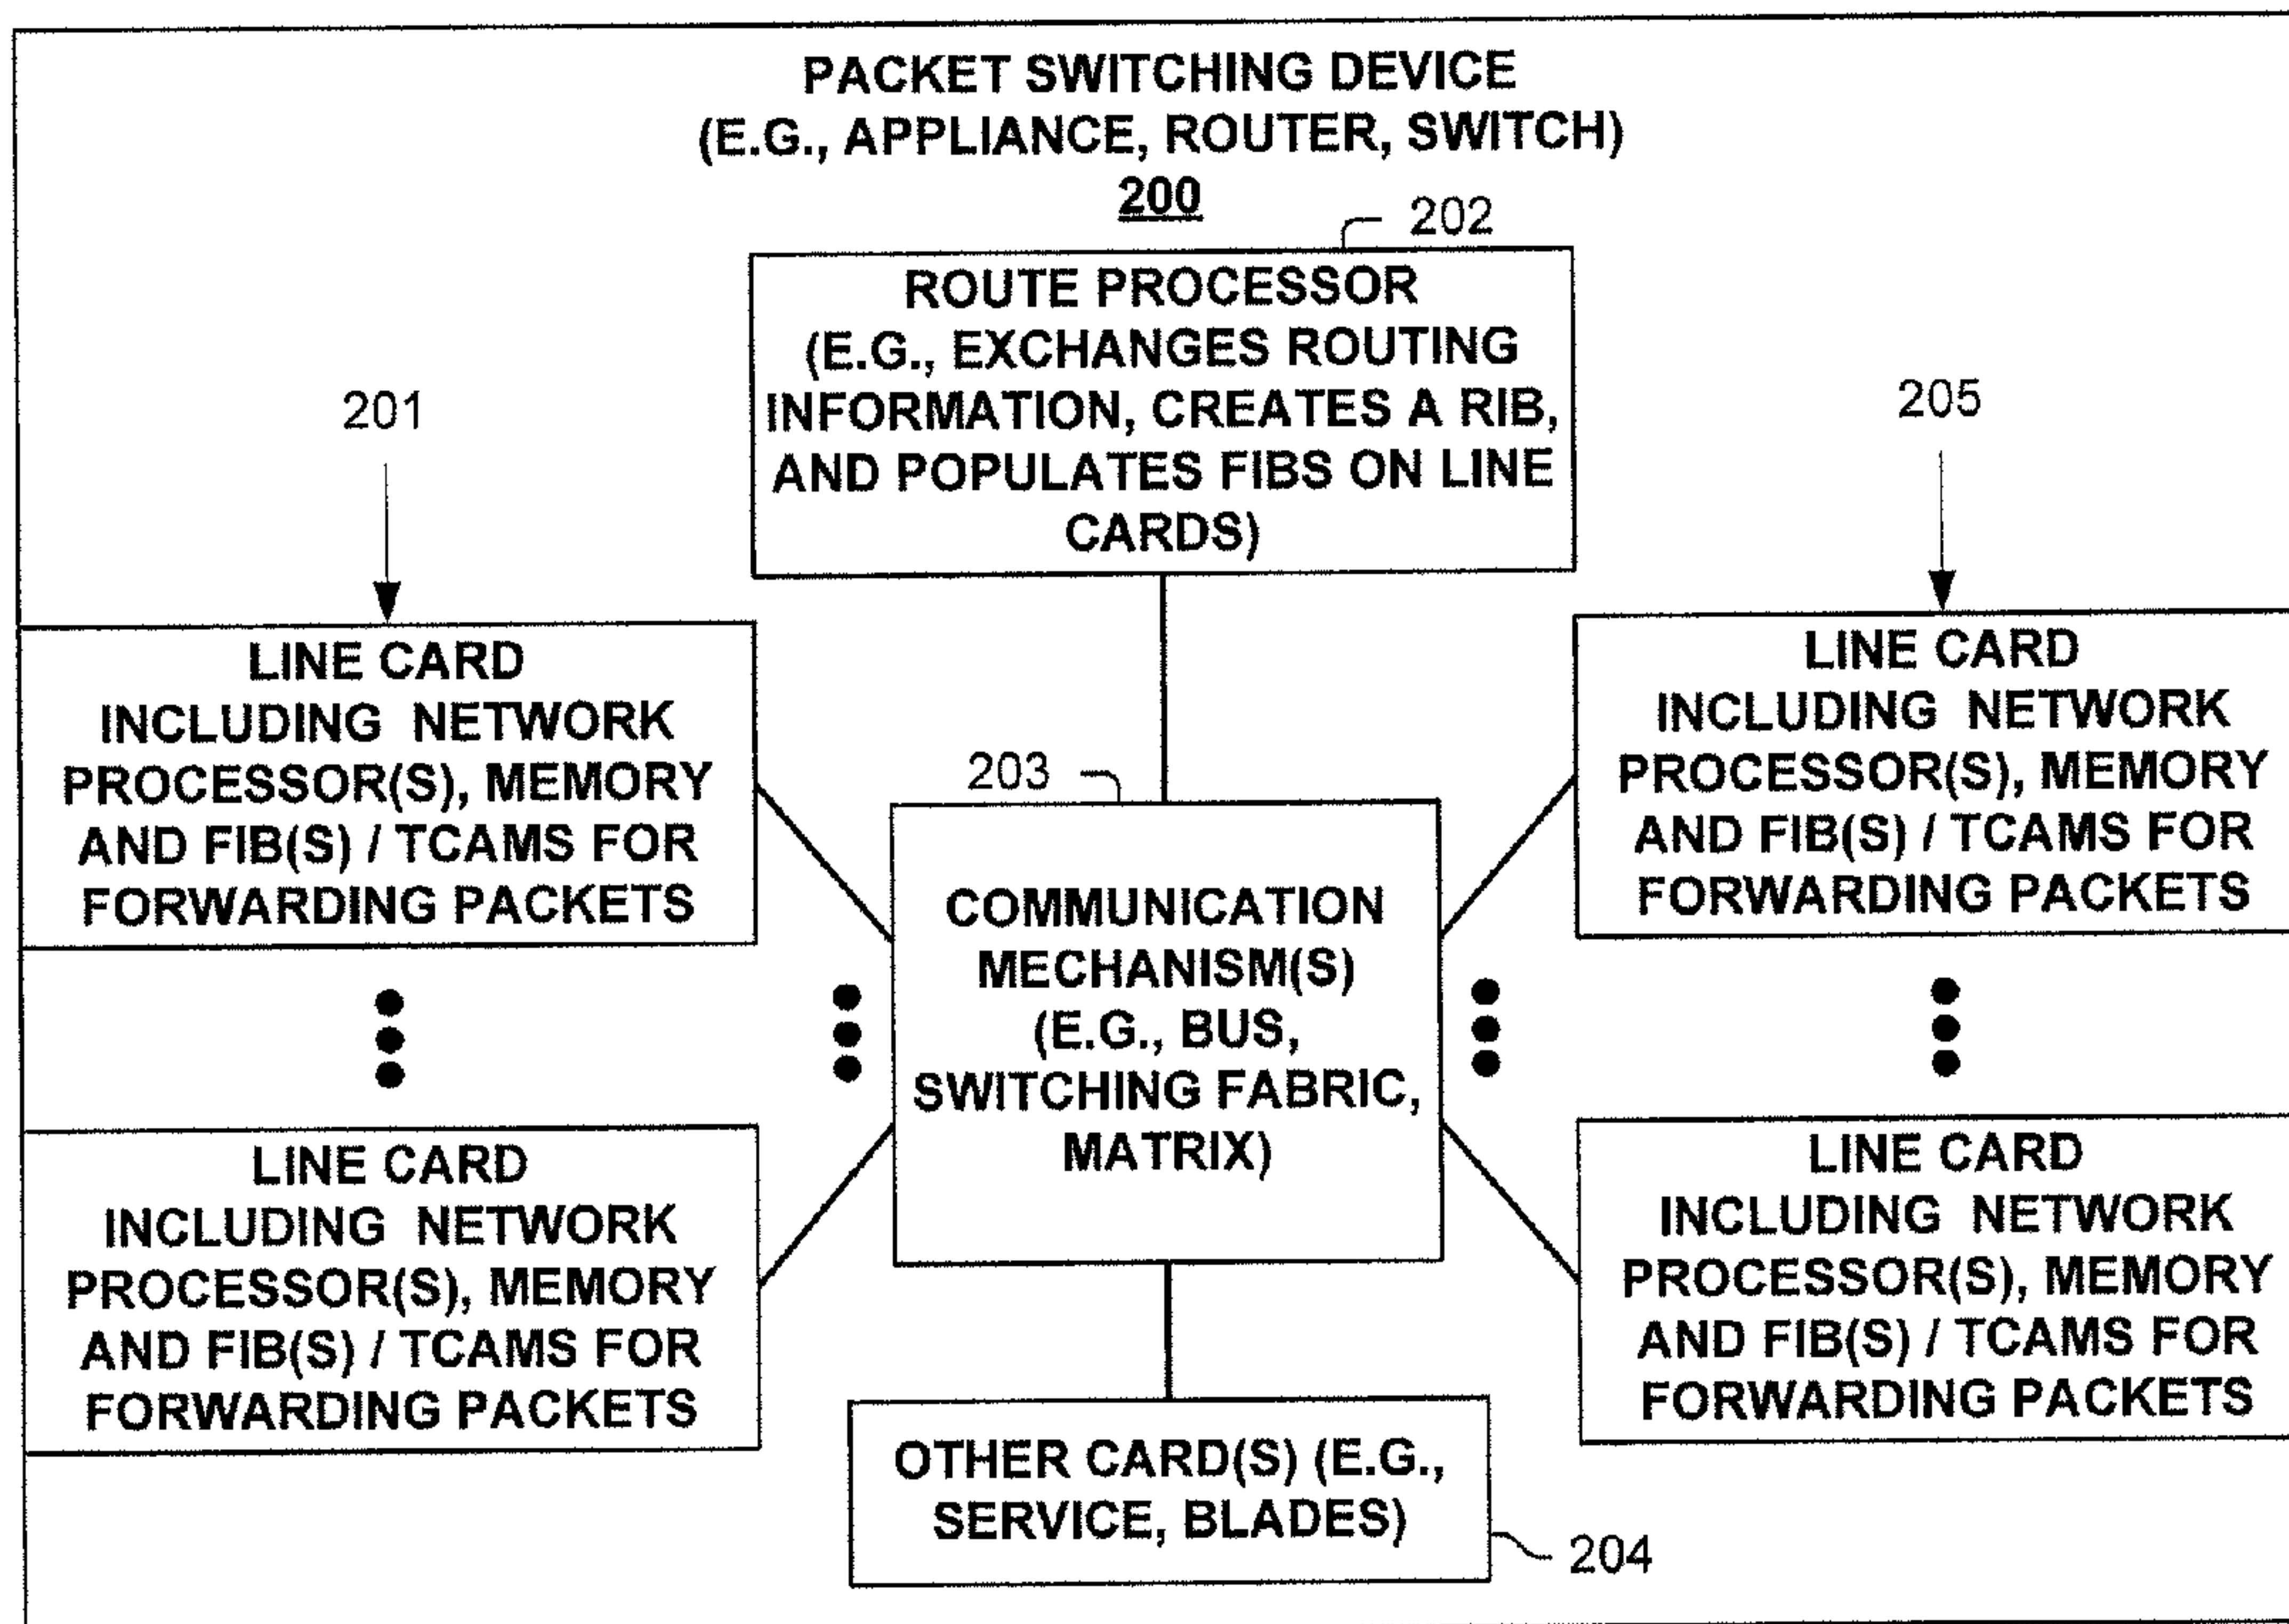 PACKET SWITCHING DEVICE
(E.G., APPLIANCE, ROUTER, SWITCH)
200
202
ROUTE PROCESSOR
(E.G., EXCHANGES ROUTING
INFORMATION, CREATES A RIB,
AND POPULATES FIBS ON LINE
CARDS)
201
205
LINE CARD
INCLUDING NETWORK
PROCESSOR(S), MEMORY
AND FIB(S) / TCAMS FOR
FORWARDING PACKETS
LINE CARD
INCLUDING NETWORK
PROCESSOR(S), MEMORY
AND FIB(S) / TCAMS FOR
FORWARDING PACKETS
203
COMMUNICATION
MECHANISM(S)
(E.G., BUS,
SWITCHING FABRIC,
MATRIX)
LINE CARD
INCLUDING NETWORK
PROCESSOR(S), MEMORY
AND FIB(S) / TCAMS FOR
FORWARDING PACKETS
LINE CARD
INCLUDING NETWORK
PROCESSOR(S), MEMORY
AND FIB(S) / TCAMS FOR
FORWARDING PACKETS
OTHER CARD(S) (E.G.,
SERVICE, BLADES)
204